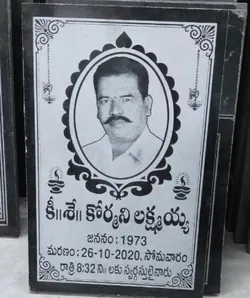 కీ॥శే॥ కోర్మని లక్ష్మయ్య
జననం: 1973
మరణం: 26-10-2020, సోమవారం
రాత్రి 8:32 ని॥ లకు స్వర్గస్తులైనారు